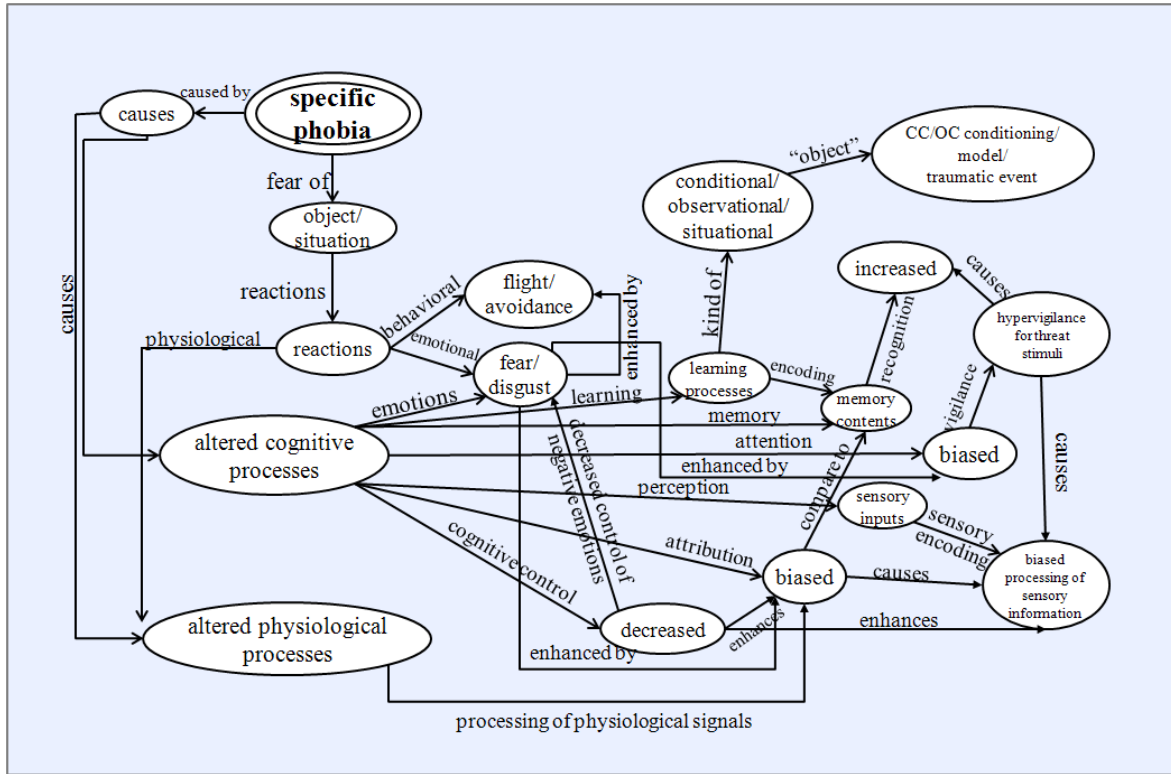 caused by
causes
specific
phobia
fear of
object/
situation
reactions
physiological
reactions
behavioral
emotional
flight/
avoidance
enhanced by
fear/
disgust
causes
emotions
altered cognitive
processes
learning
learning
processes
kind of
conditional/
observational/
situational
"object"
CC/OC conditioning/
model/
traumatic event
encoding
memory
memory
contents
recognition
increased
causes
hypervigilance
for threat
stimuli
vigilance
attention
biased
enhanced by
perception
sensory
inputs
sensory
encoding
causes
compare to
decreased control of
negative emotions
cognitive control
attribution
biased
causes
biased
processing of
sensory
information
decreased
enhances
enhances
enhanced by
altered physiological
processes
processing of physiological signals